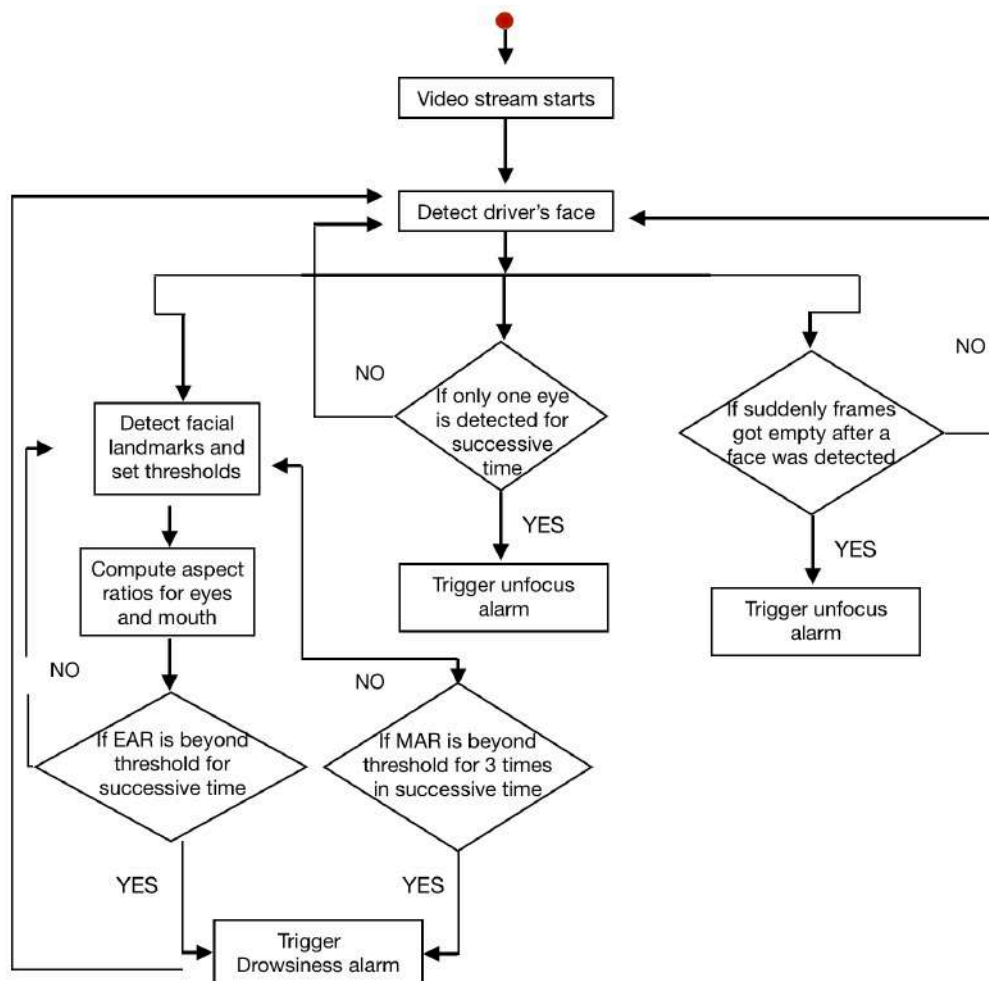 Video stream starts
Detect driver's face
NO
If only one eye
is detected for
successive
time
NO
If suddenly frames
got empty after a
face was detected
Detect facial
landmarks and
set thresholds
YES
YES
Compute aspect
ratios for eyes
and mouth
Trigger unfocus
alarm
Trigger unfocus
alarm
NO
NO
If EAR is beyond
threshold for
successive time
If MAR is beyond
threshold for 3 times
in successive time
YES
YES
Trigger
Drowsiness alarm